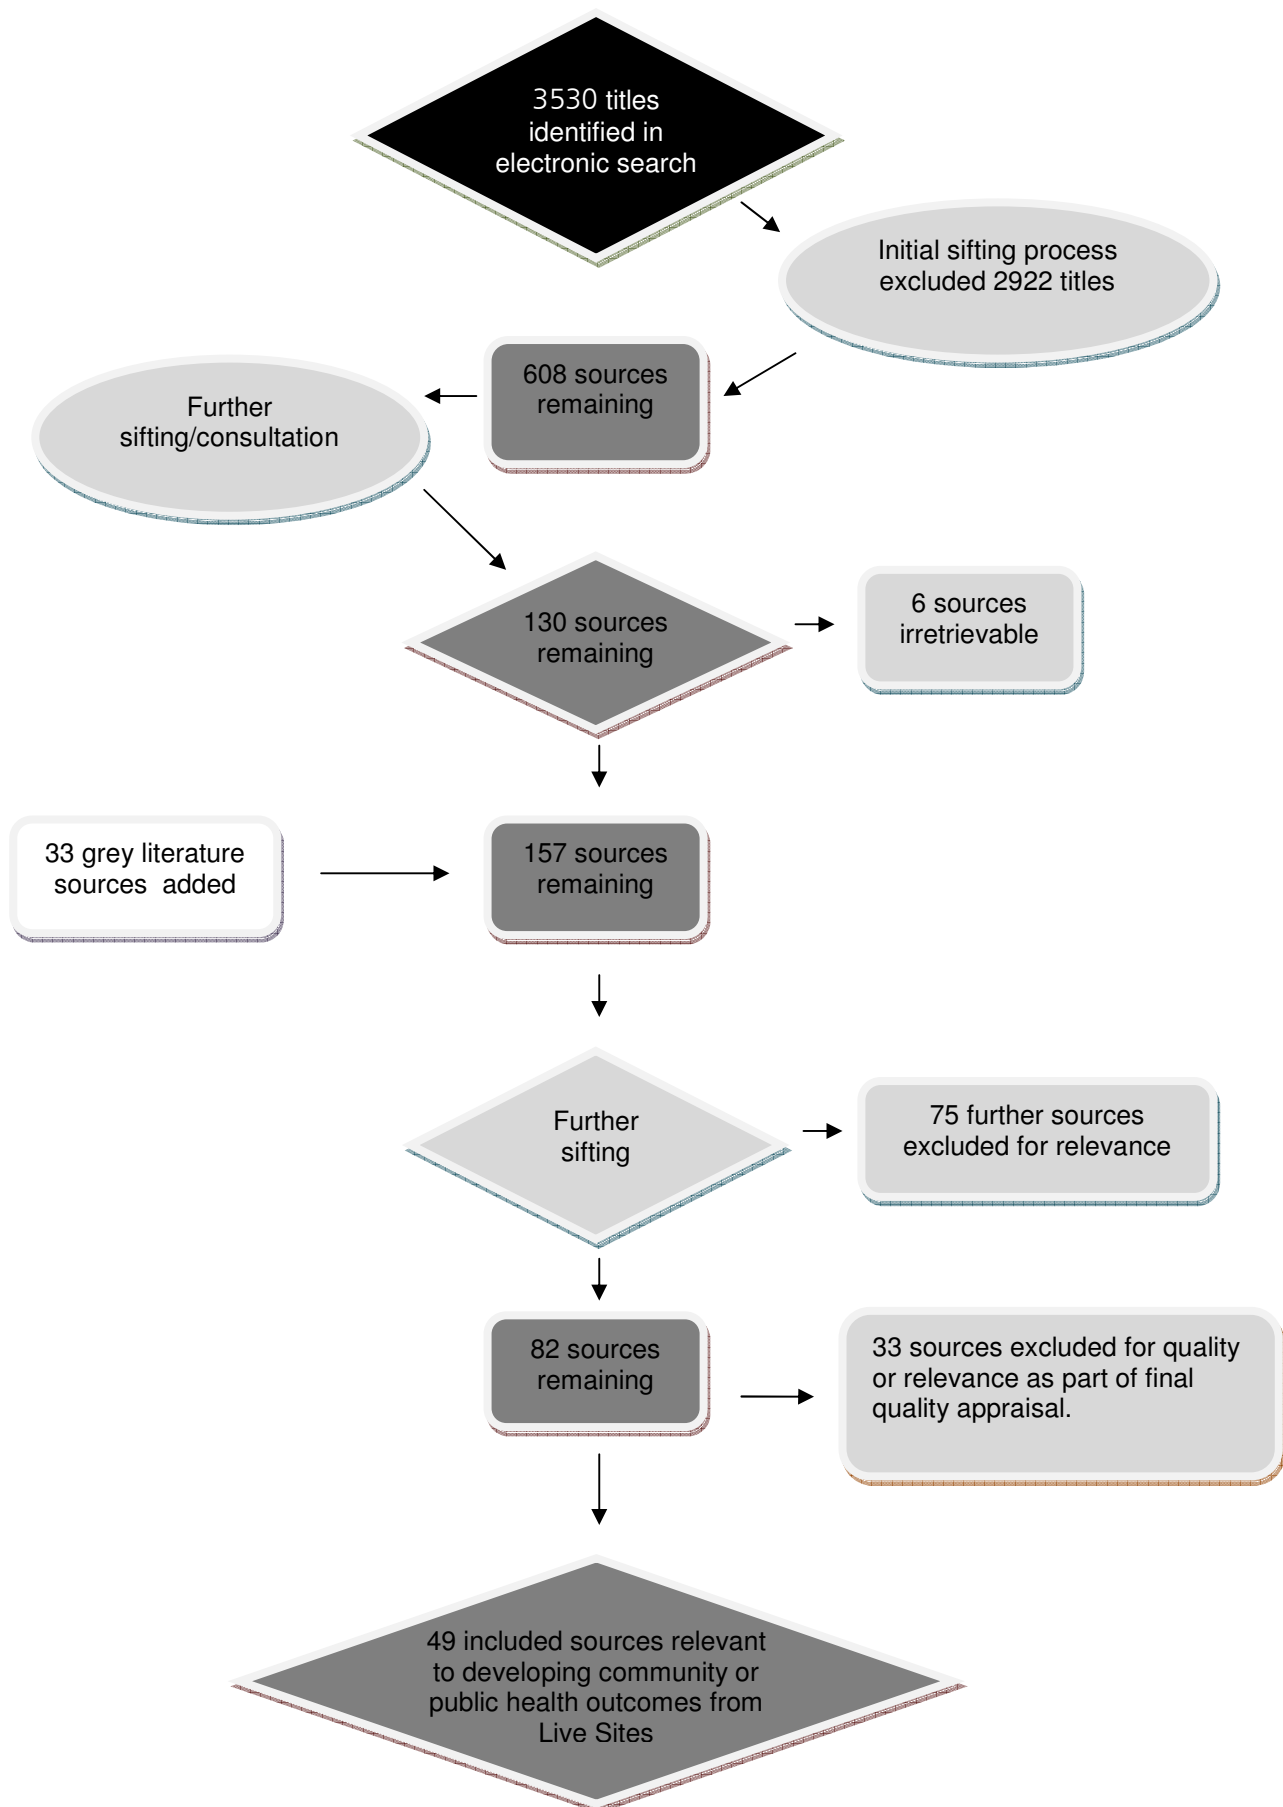 3530 titles
identified in
electronic search
Initial sifting process
excluded 2922 titles
608 sources
remaining
Further
sifting/consultation
130 sources
remaining
6 sources
irretrievable
33 grey literature
sources added
157 sources
remaining
Further
sifting
75 further sources
excluded for relevance
82 sources
remaining
33 sources excluded for quality
or relevance as part of final
quality appraisal.
49 included sources relevant
to developing community or
public health outcomes from
Live Sites